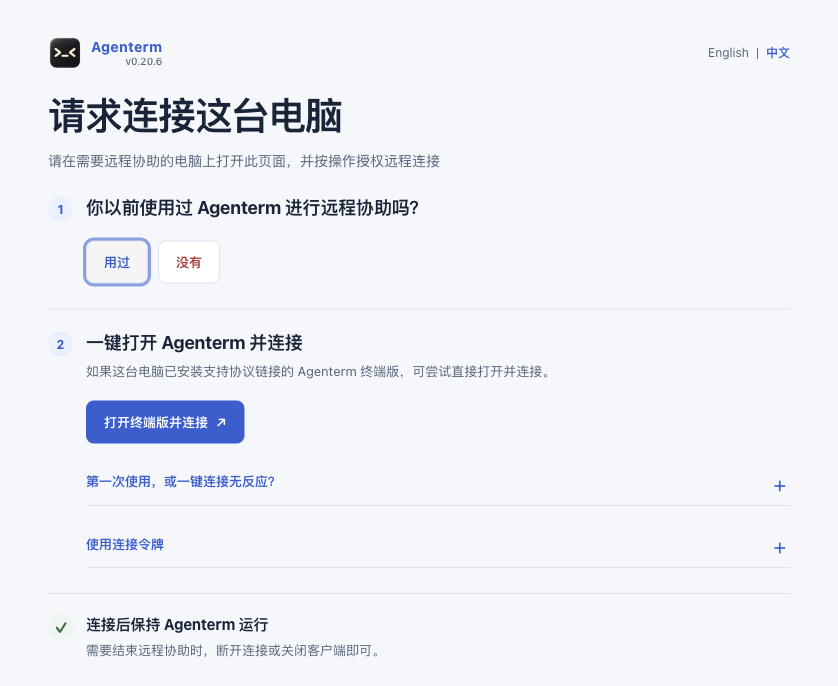 Agenterm
v0.20.6
English | 中文
请求连接这台电脑
请在需要远程协助的电脑上打开此页面，并按操作授权远程连接
1 你以前使用过 Agenterm 进行远程协助吗?
用过 没有
2 一键打开 Agenterm 并连接
如果这台电脑已安装支持协议链接的 Agenterm 终端版，可尝试直接打开并连接。
打开终端版并连接 ↗
第一次使用，或一键连接无反应? +
使用连接令牌 +
连接后保持 Agenterm 运行
需要结束远程协助时，断开连接或关闭客户端即可。